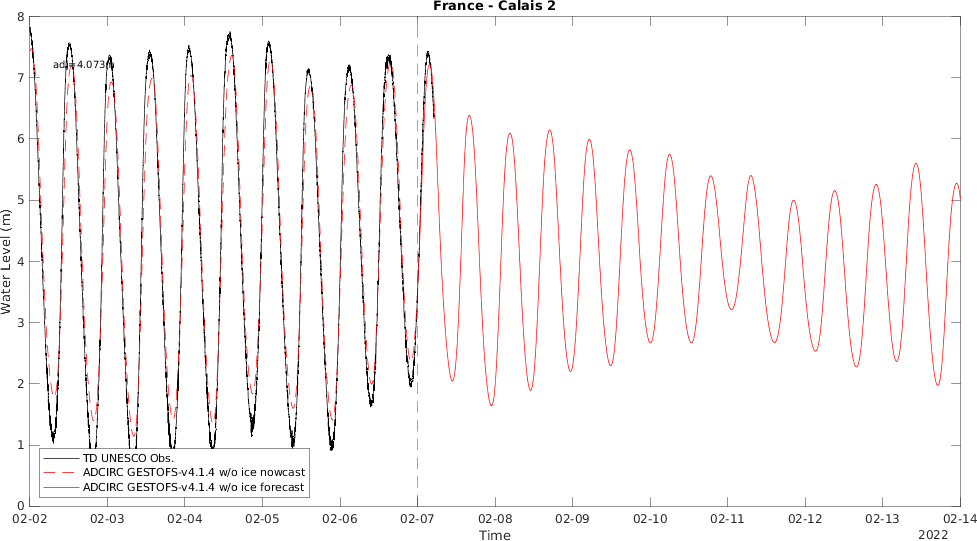 France - Calais 2
8
7
6
5
4
3
2
1
0
Water Level (m)
adj=4.073m
TD UNESCO Obs.
ADCIRC GESTOFS-v4.1.4 w/o ice nowcast
ADCIRC GESTOFS-v4.1.4 w/o ice forecast
02-02 02-03 02-04 02-05 02-06 02-07 02-08 02-09 02-10 02-11 02-12 02-13 02-14
Time
2022